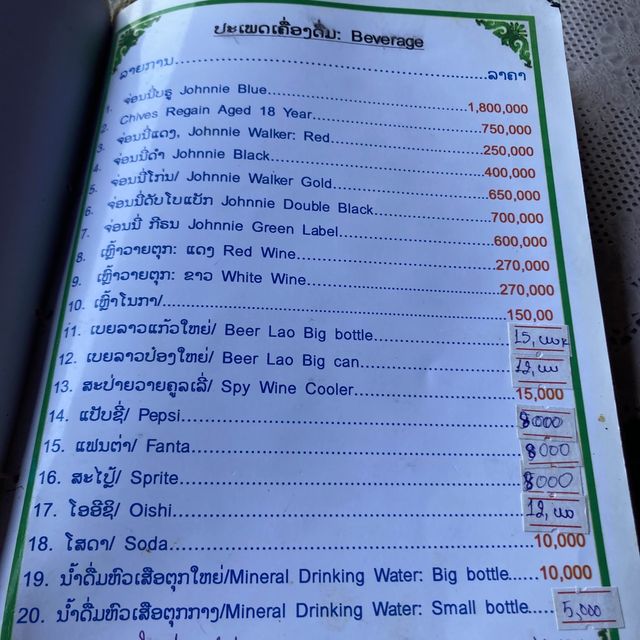 ປະເພດເຄື່ອງດື່ມ: Beverage
ລາຍການ.....ລາຄາ
1. ຈ່ອນນີ່ບຣູ Johnnie Blue.....1,800,000
2. Chives Regain Aged 18 Year.....750,000
3. ຈ່ອນນີ່ແດງ, Johnnie Walker: Red.....250,000
4. ຈ່ອນນີ່ດຳ Johnnie Black.....400,000
5. ຈ່ອນນີ່ໂກ່ນ/ Johnnie Walker Gold.....650,000
6. ຈ່ອນນີ່ດັບໂບແບັກ Johnnie Double Black.....700,000
7. ຈ່ອນນີ່ ກີຣນ Johnnie Green Label.....600,000
8. ເຫຼົ້າວາຍຕຸກ: ແດງ Red Wine.....270,000
9. ເຫຼົ້າວາຍຕຸກ: ຂາວ White Wine.....270,000
10. ເຫຼົ້າໂນກາ/.....150,00
11. ເບຍລາວແກ້ວໃຫຍ່/ Beer Lao Big bottle.....15,000K
12. ເບຍລາວປ໋ອງໃຫຍ່/ Beer Lao Big can.....12,000
13. ສະປ່າຍວາຍຄູລເລີ້/ Spy Wine Cooler.....15,000
14. ແປັບຊີ່/ Pepsi.....8000
15. ແຟນຕ່າ/ Fanta.....8000
16. ສະໄປຼ້/ Sprite.....8000
17. ໂອອີຊິ/ Oishi.....12,000
18. ໂສດາ/ Soda.....10,000
19. ນ້ຳດື່ມຫົວເສືອຕຸກໃຫຍ່/Mineral Drinking Water: Big bottle......10,000
20. ນ້ຳດື່ມຫົວເສືອຕຸກກາງ/Mineral Drinking Water: Small bottle.....5,000